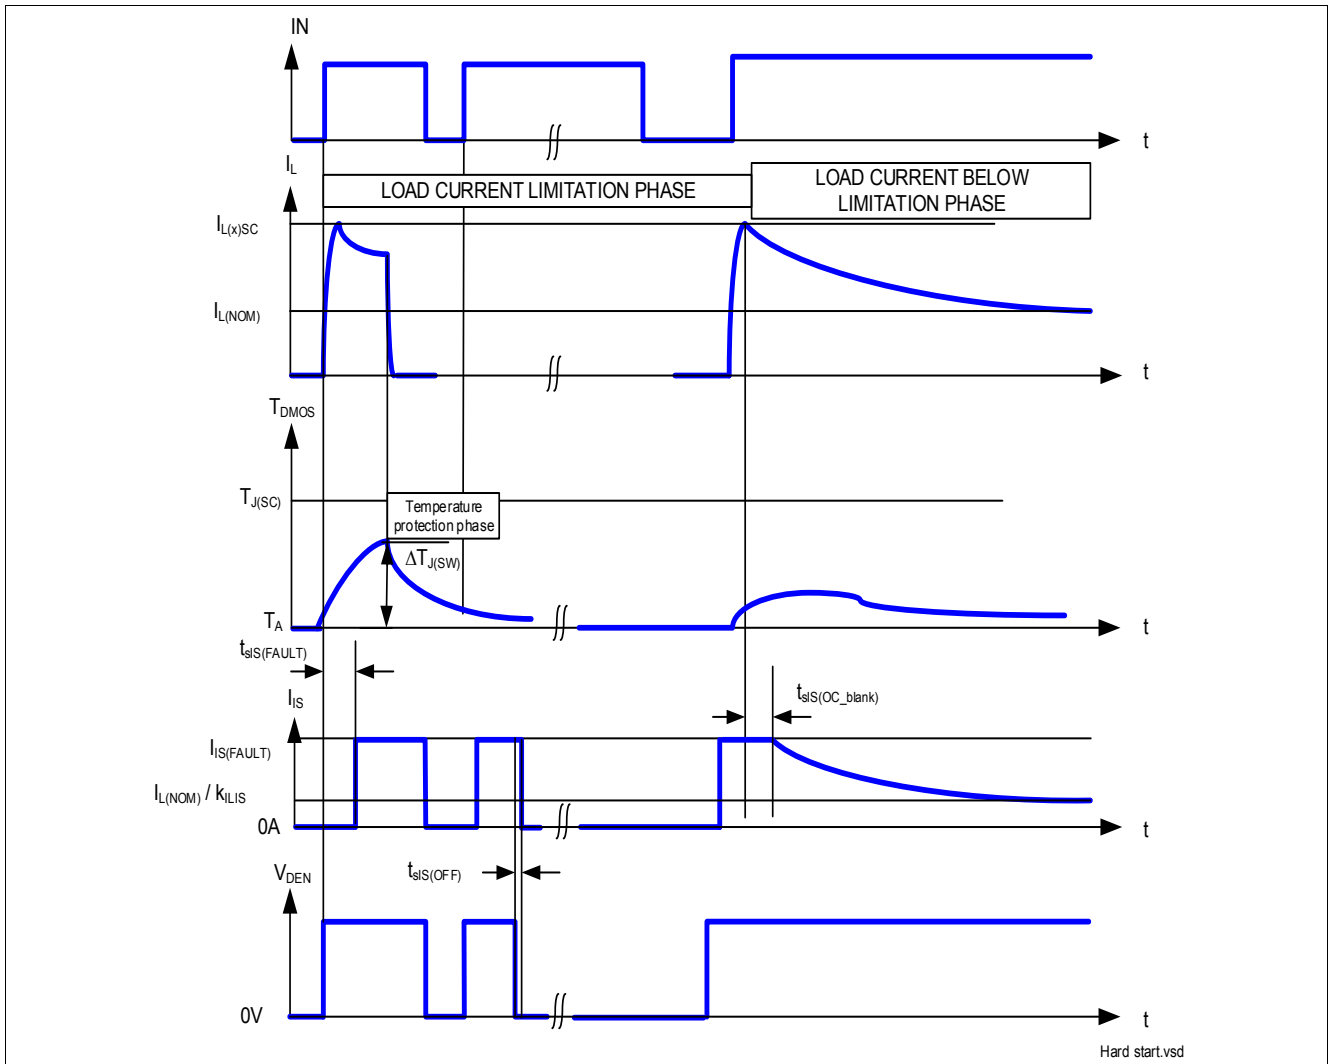 IN
t
I_L
LOAD CURRENT LIMITATION PHASE
LOAD CURRENT BELOW
LIMITATION PHASE
I_L(x)SC
I_L(NOM)
t
T_DMOS
T_J(SC)
Temperature
protection phase
ΔT_J(SW)
T_A
t
t_sIS(FAULT)
I_IS
t_sIS(OC_blank)
I_IS(FAULT)
I_L(NOM) / k_ILIS
0A
t
V_DEN
t_sIS(OFF)
0V
t
Hard start.vsd